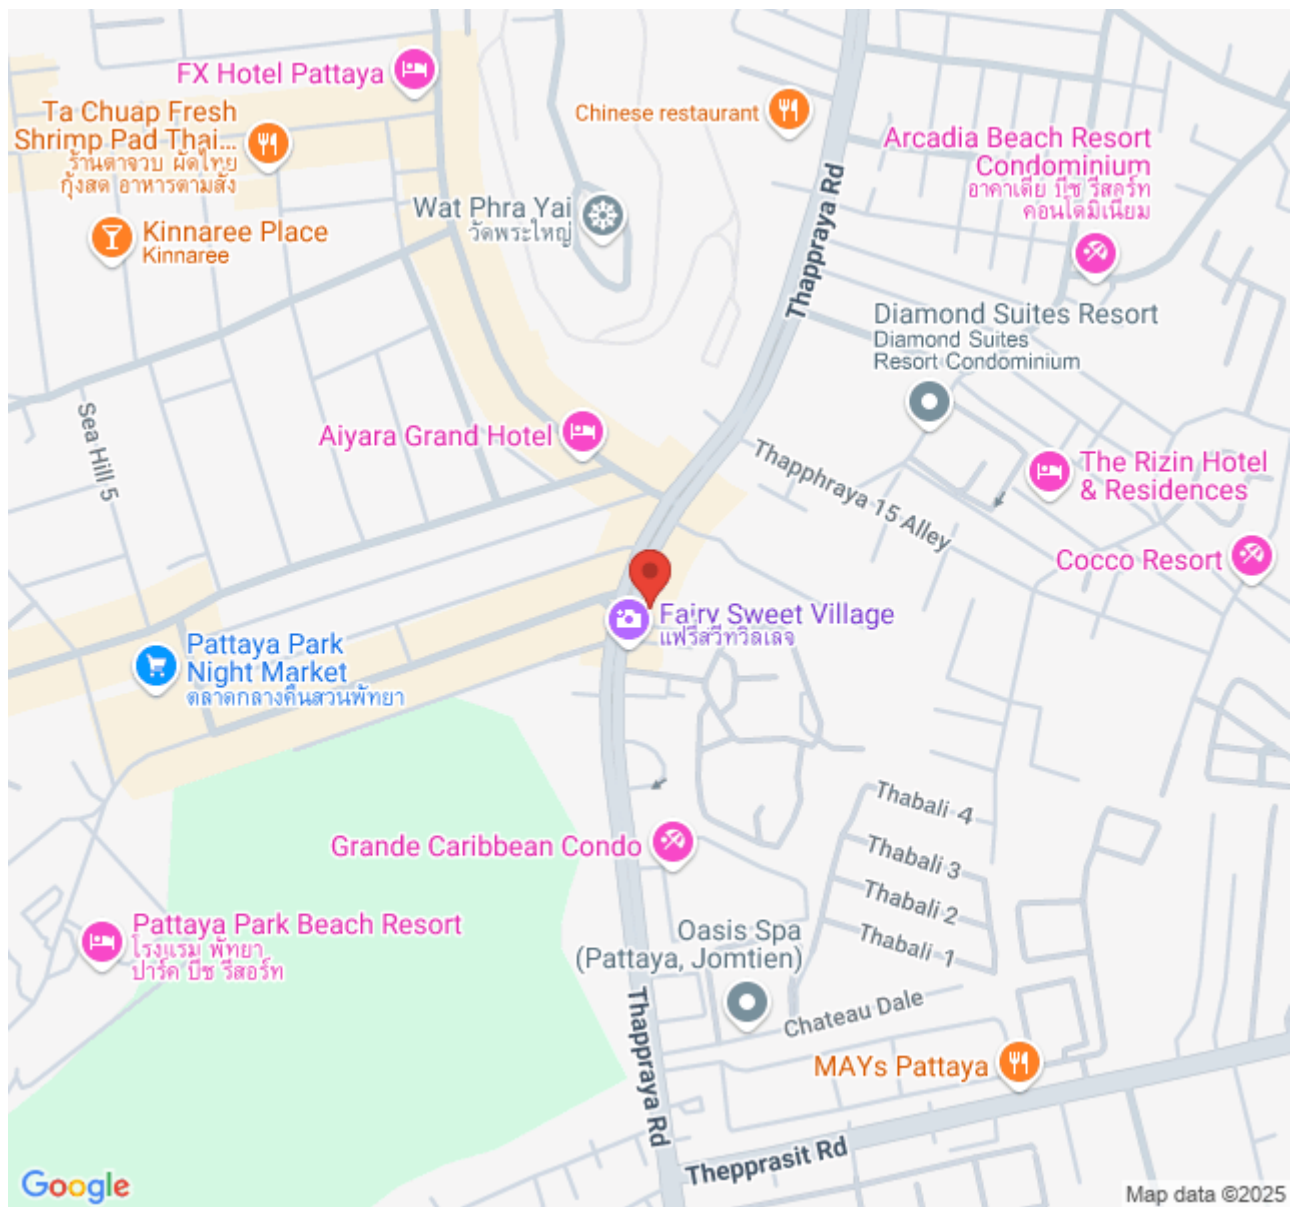 FX Hotel Pattaya
Ta Chuap Fresh
Shrimp Pad Thai...
ร้านตาจวบ ผัดไทย
กุ้งสด อาหารตามสั่ง
Chinese restaurant
Arcadia Beach Resort
Condominium
อาคาเดีย บีช รีสอร์ท
คอนโดมิเนียม
Wat Phra Yai
วัดพระใหญ่
Kinnaree Place
Kinnaree
Thappraya Rd
Diamond Suites Resort
Diamond Suites
Resort Condominium
Sea Hill 5
Aiyara Grand Hotel
Thapphraya 15 Alley
The Rizin Hotel
& Residences
Cocco Resort
Fairy Sweet Village
แฟรี่สวีทวิลเลจ
Pattaya Park
Night Market
ตลาดกลางคืนสวนพัทยา
Thabali 4
Grande Caribbean Condo
Thabali 3
Thabali 2
Pattaya Park Beach Resort
โรงแรม พัทยา
ปาร์ค บีช รีสอร์ท
Oasis Spa
(Pattaya, Jomtien)
Thabali 1
Chateau Dale
Thappraya Rd
MAYs Pattaya
Thepprasit Rd
Google
Map data ©2025